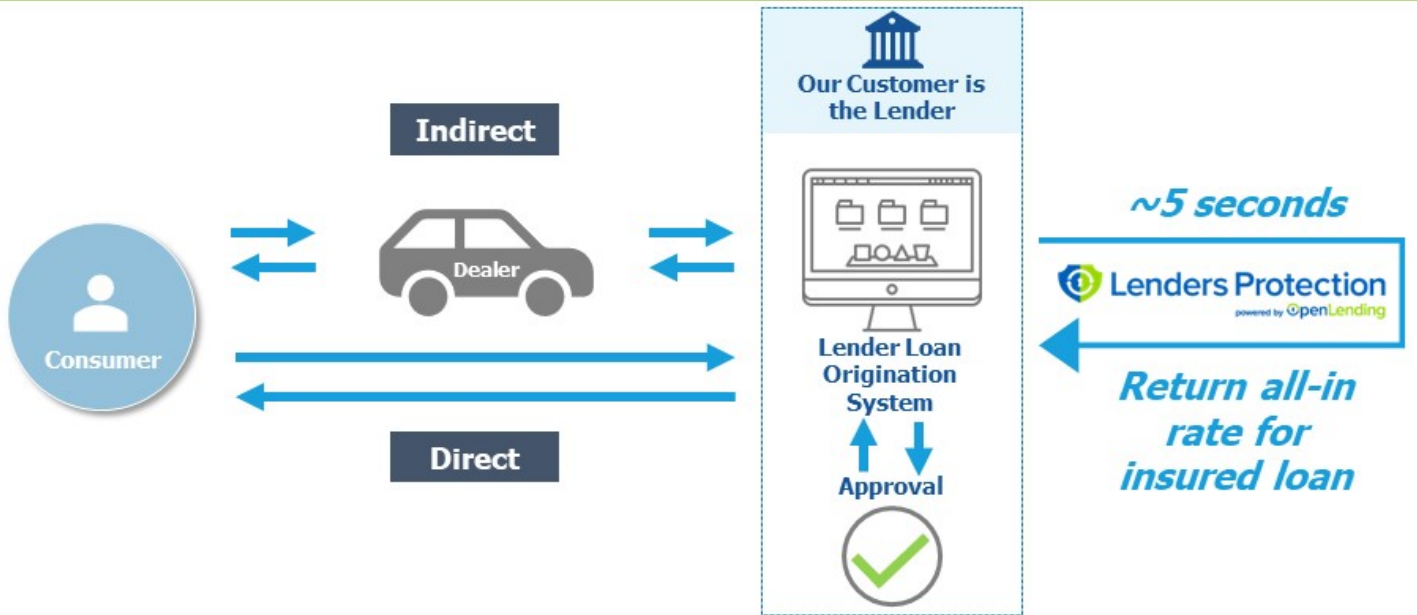 Our Customer is
the Lender
Indirect
~5 seconds
Dealer
Lenders Protection
powered by OpenLending
Consumer
Lender Loan
Origination
System
Return all-in
rate for
insured loan
Direct
Approval